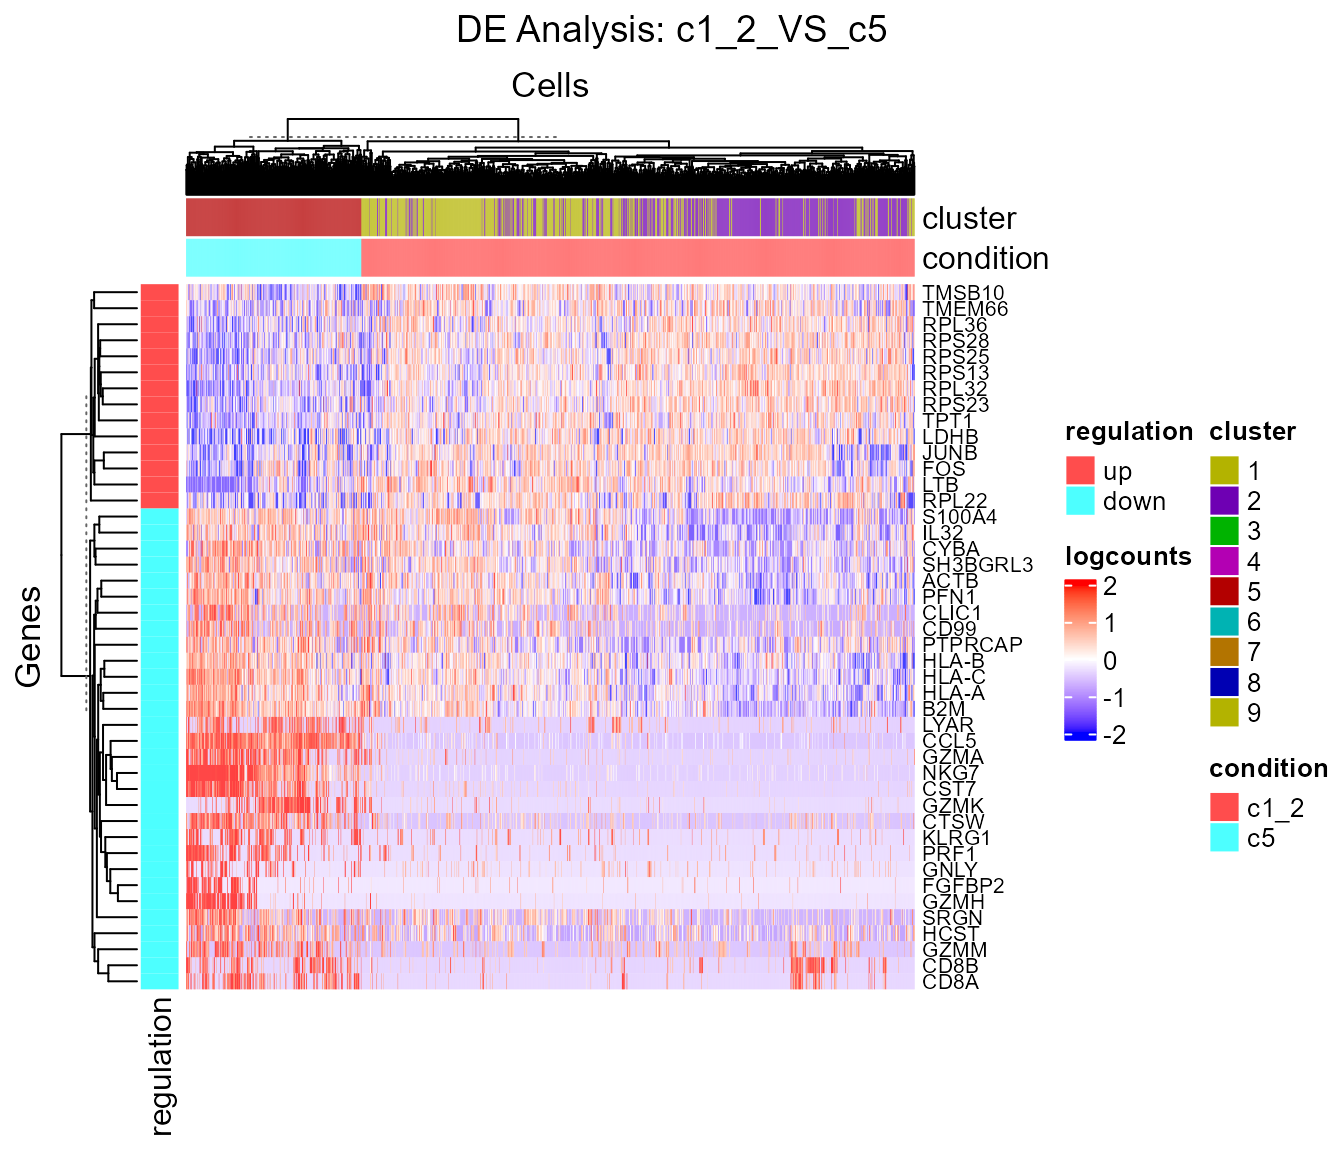 DE Analysis: c1_2_VS_c5
Cells
cluster
condition
TMSB10
TMEM66
RPL36
RPS28
RPS25
RPS13
RPL32
RPS23
TPT1
LDHB
JUNB
FOS
LTB
RPL22
S100A4
IL32
CYBA
SH3BGRL3
ACTB
PFN1
CLIC1
CD99
PTPRCAP
HLA-B
HLA-C
HLA-A
B2M
LYAR
CCL5
GZMA
NKG7
CST7
GZMK
CTSW
KLRG1
PRF1
GNLY
FGFBP2
GZMH
SRGN
HCST
GZMM
CD8B
CD8A
Genes
regulation
regulation
up
down
logcounts
2
1
0
-1
-2
cluster
1
2
3
4
5
6
7
8
9
condition
c1_2
c5